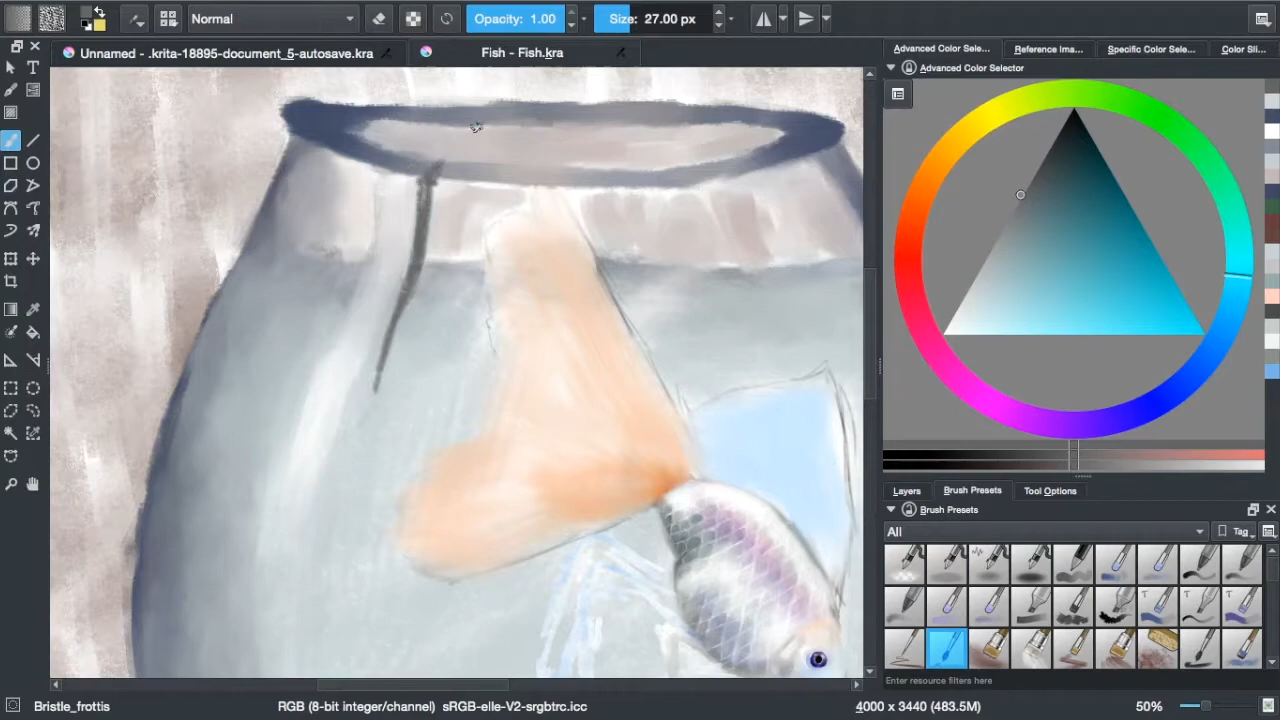 Normal
Opacity: 1.00
Size: 27.00 px
Unnamed - .krita-18895-document_5-autosave.kra
Fish - Fish.kra
Advanced Color Sele...
Reference Ima...
Specific Color Sele...
Color Sli...
Advanced Color Selector
Layers
Brush Presets
Tool Options
Brush Presets
All
Tag
Enter resource filters here
Bristle_frottis
RGB (8-bit integer/channel) sRGB-elle-V2-srgbtrc.icc
4000 x 3440 (483.5M)
50%